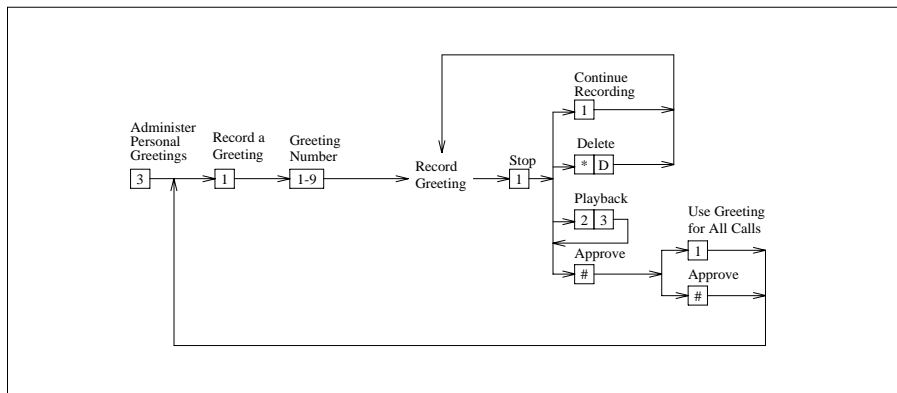 Administer
Personal
Greetings
3
Record a
Greeting
1
Greeting
Number
1-9
Record
Greeting
Stop
1
Continue
Recording
1
Delete
* D
Playback
2 3
Approve
#
Use Greeting
for All Calls
1
Approve
#